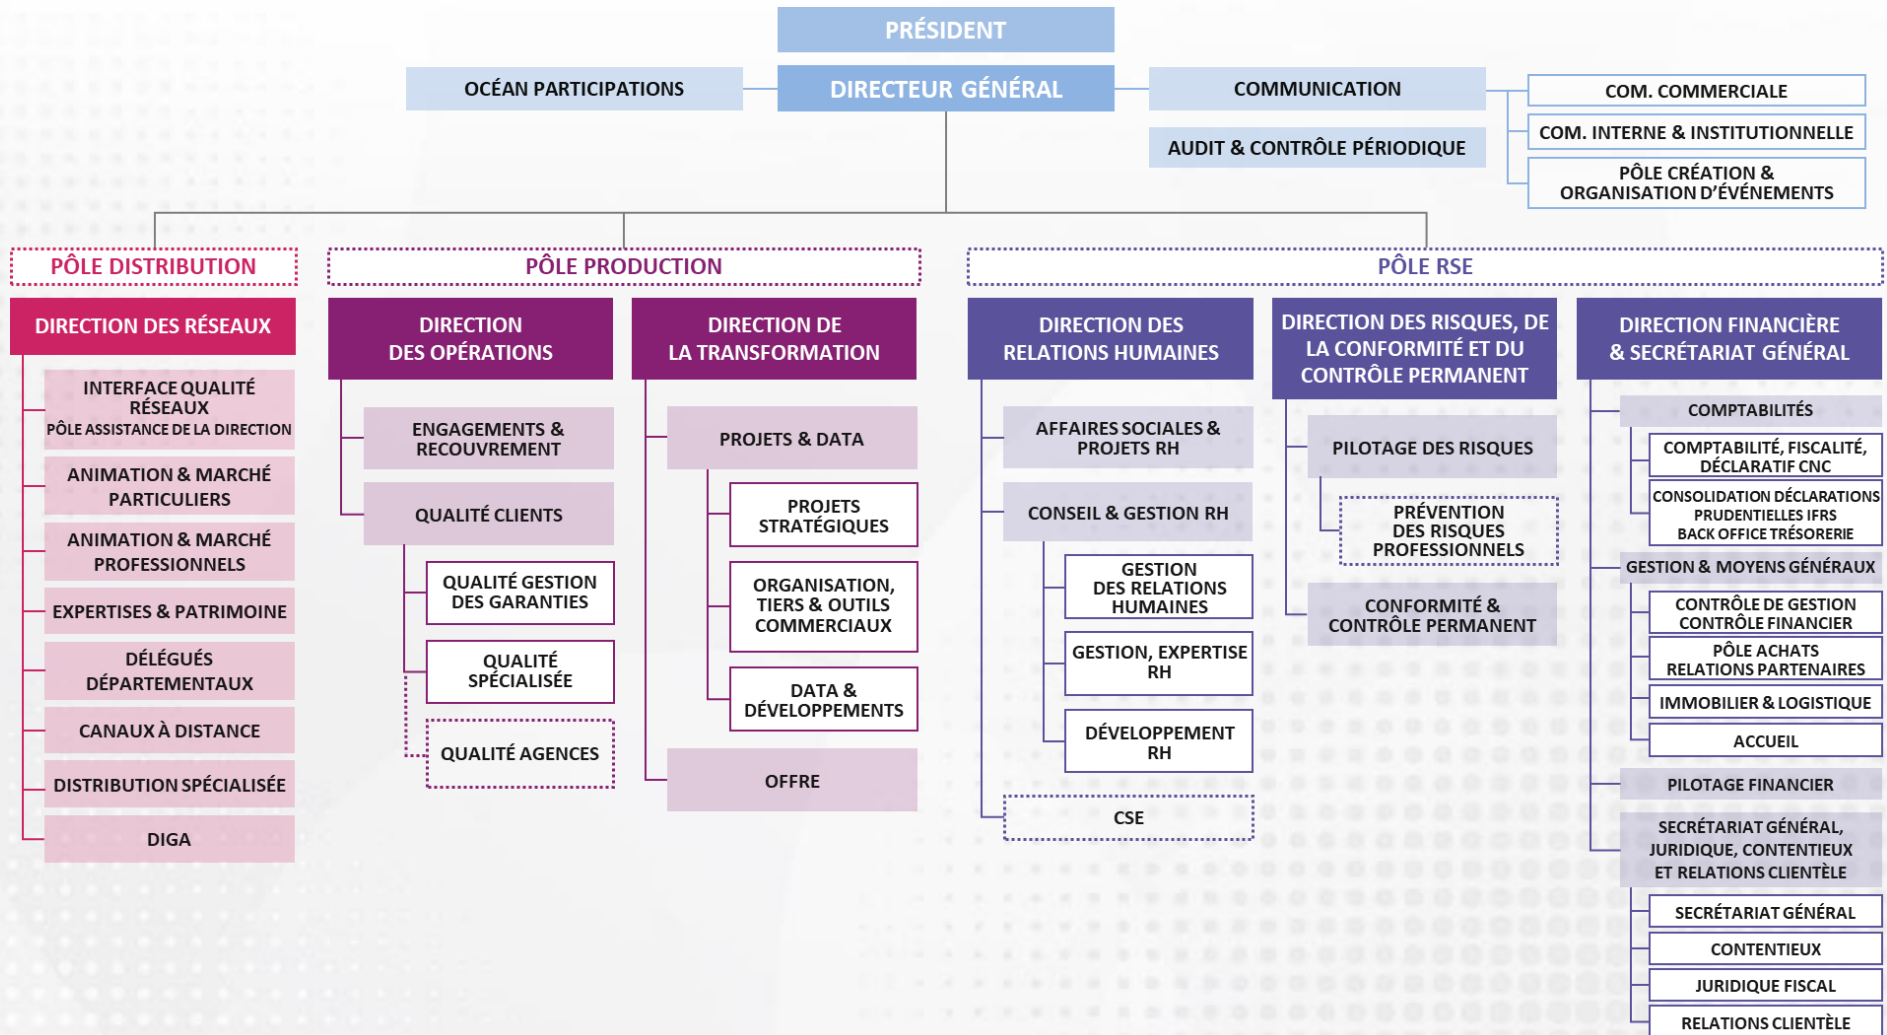 PRÉSIDENT
OCÉAN PARTICIPATIONS
DIRECTEUR GÉNÉRAL
COMMUNICATION
AUDIT & CONTRÔLE PÉRIODIQUE
COM. COMMERCIALE
COM. INTERNE & INSTITUTIONNELLE
PÔLE CRÉATION &
ORGANISATION D'ÉVÉNEMENTS
PÔLE DISTRIBUTION
DIRECTION DES RÉSEAUX
INTERFACE QUALITÉ
RÉSEAUX
PÔLE ASSISTANCE DE LA DIRECTION
ANIMATION & MARCHÉ
PARTICULIERS
ANIMATION & MARCHÉ
PROFESSIONNELS
EXPERTISES & PATRIMOINE
DÉLÉGUÉS
DÉPARTEMENTAUX
CANAUX À DISTANCE
DISTRIBUTION SPÉCIALISÉE
DIGA
PÔLE PRODUCTION
DIRECTION
DES OPÉRATIONS
ENGAGEMENTS &
RECOUVREMENT
QUALITÉ CLIENTS
QUALITÉ GESTION
DES GARANTIES
QUALITÉ
SPÉCIALISÉE
QUALITÉ AGENCES
DIRECTION DE
LA TRANSFORMATION
PROJETS & DATA
PROJETS
STRATÉGIQUES
ORGANISATION,
TIERS & OUTILS
COMMERCIAUX
DATA &
DÉVELOPPEMENTS
OFFRE
PÔLE RSE
DIRECTION DES
RELATIONS HUMAINES
AFFAIRES SOCIALES &
PROJETS RH
CONSEIL & GESTION RH
GESTION
DES RELATIONS
HUMAINES
GESTION, EXPERTISE
RH
DÉVELOPPEMENT
RH
CSE
DIRECTION DES RISQUES, DE
LA CONFORMITÉ ET DU
CONTRÔLE PERMANENT
PILOTAGE DES RISQUES
PRÉVENTION
DES RISQUES
PROFESSIONNELS
CONFORMITÉ &
CONTRÔLE PERMANENT
DIRECTION FINANCIÈRE
& SECRÉTARIAT GÉNÉRAL
COMPTABILITÉS
COMPTABILITÉ, FISCALITÉ,
DÉCLARATIF CNC
CONSOLIDATION DÉCLARATIONS
PRUDENTIELLES IFRS
BACK OFFICE TRÉSORERIE
GESTION & MOYENS GÉNÉRAUX
CONTRÔLE DE GESTION
CONTRÔLE FINANCIER
PÔLE ACHATS
RELATIONS PARTENAIRES
IMMOBILIER & LOGISTIQUE
ACCUEIL
PILOTAGE FINANCIER
SECRÉTARIAT GÉNÉRAL,
JURIDIQUE, CONTENTIEUX
ET RELATIONS CLIENTÈLE
SECRÉTARIAT GÉNÉRAL
CONTENTIEUX
JURIDIQUE FISCAL
RELATIONS CLIENTÈLE